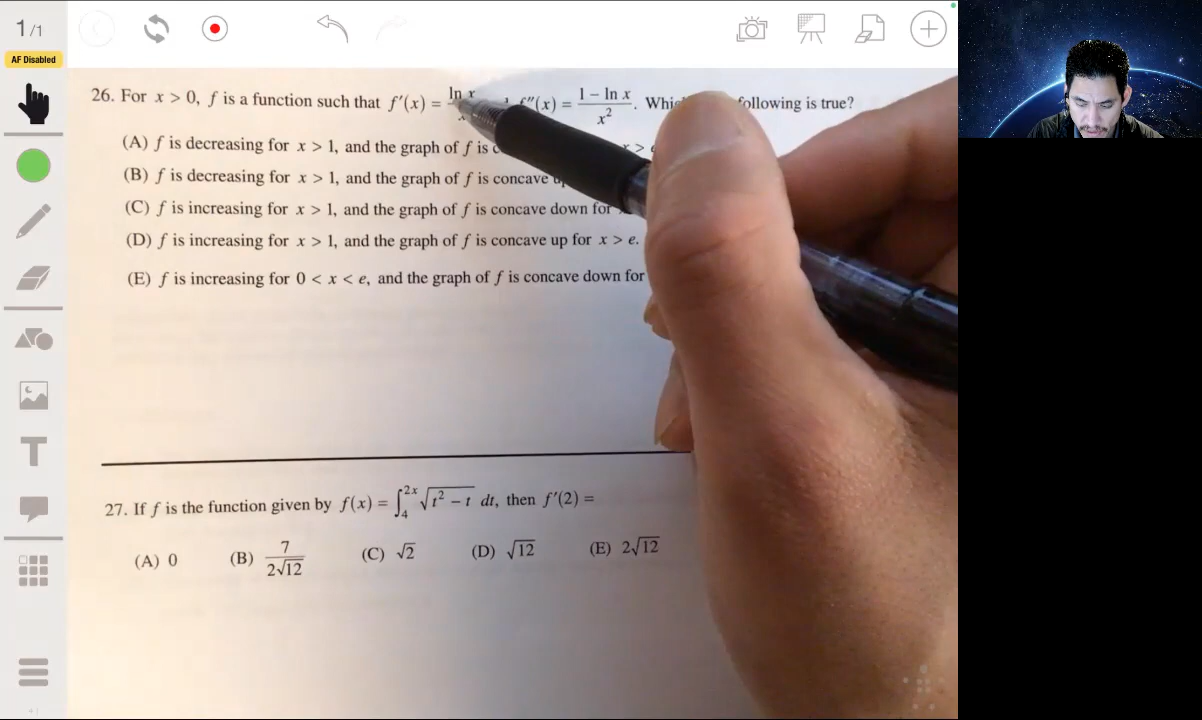 1/1
AF Disabled
26. For x > 0, f is a function such that f′(x) = ln x f″(x) = (1 − ln x)/x². following is true?
(A) f is decreasing for x > 1, and the graph of f is
(B) f is decreasing for x > 1, and the graph of f is concave
(C) f is increasing for x > 1, and the graph of f is concave down for
(D) f is increasing for x > 1, and the graph of f is concave up for x > e.
(E) f is increasing for 0 < x < e, and the graph of f is concave down for
27. If f is the function given by f(x) = ∫₄²ˣ √(t² − t) dt, then f′(2) =
(A) 0 (B) 7/(2√12) (C) √2 (D) √12 (E) 2√12
T